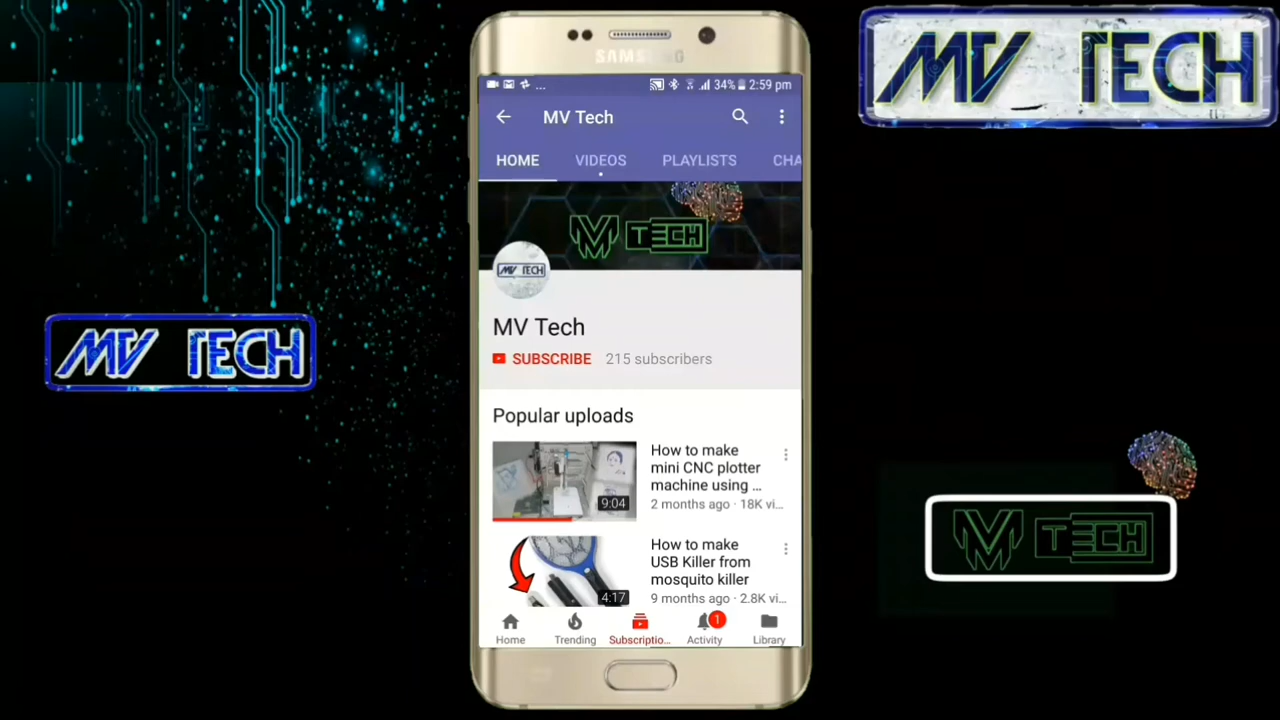 MV TECH
SAMSUNG
... 34% 2:59 pm
MV Tech
HOME VIDEOS PLAYLISTS CHA
TECH
MV TECH
MV Tech
SUBSCRIBE 215 subscribers
MV TECH
Popular uploads
How to make
mini CNC plotter
machine using ...
9:04
2 months ago · 18K vi...
How to make
USB Killer from
mosquito killer
4:17
9 months ago · 2.8K vi...
TECH
1
Home Trending Subscriptio... Activity Library